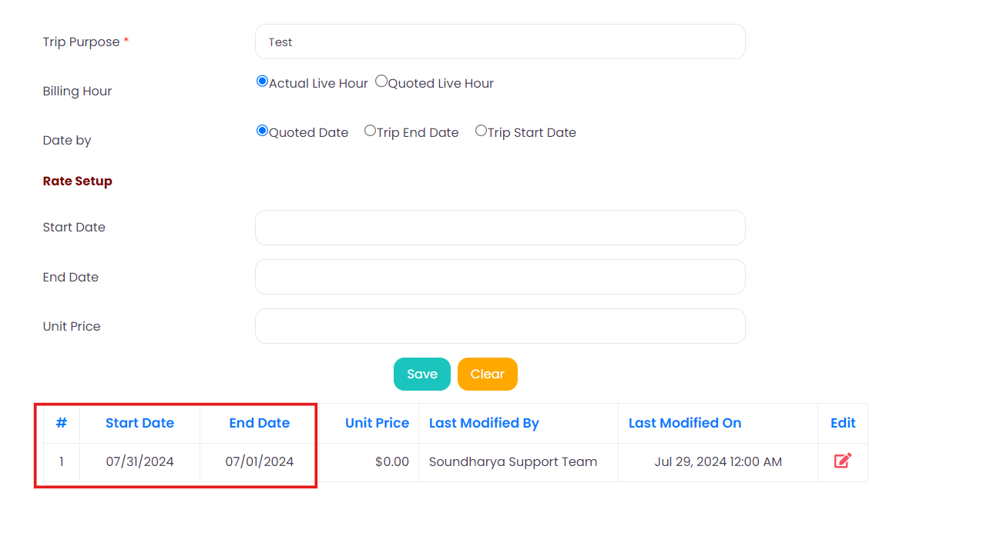 Trip Purpose *
Test
Billing Hour
Actual Live Hour Quoted Live Hour
Date by
Quoted Date Trip End Date Trip Start Date
Rate Setup
Start Date
End Date
Unit Price
Save Clear
# Start Date End Date Unit Price Last Modified By Last Modified On Edit
1 07/31/2024 07/01/2024 $0.00 Soundharya Support Team Jul 29, 2024 12:00 AM